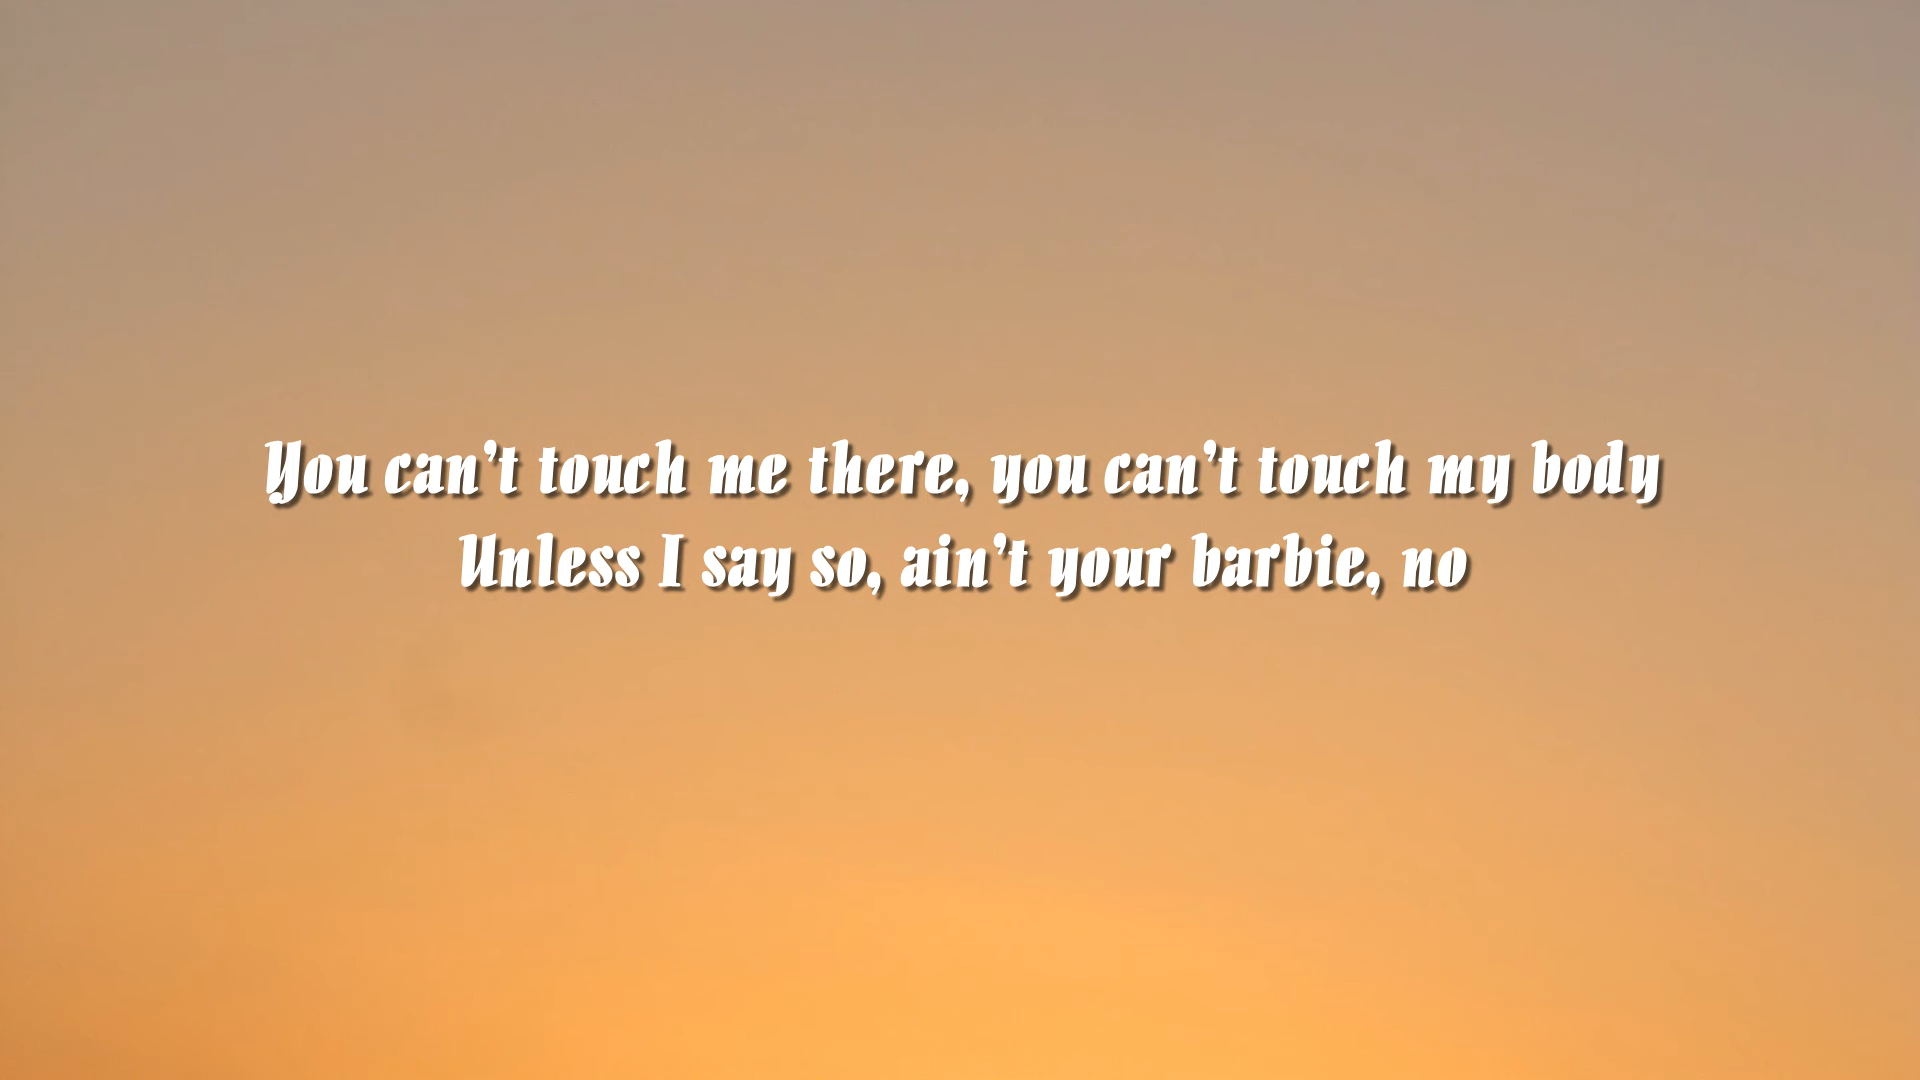 You can't touch me there, you can't touch my body
Unless I say so, ain't your barbie, no